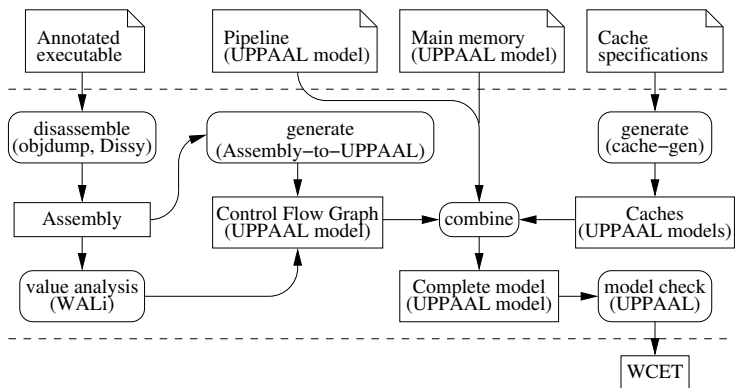 Annotated
executable
Pipeline
(UPPAAL model)
Main memory
(UPPAAL model)
Cache
specifications
disassemble
(objdump, Dissy)
generate
(Assembly−to−UPPAAL)
generate
(cache−gen)
Assembly
Control Flow Graph
(UPPAAL model)
combine
Caches
(UPPAAL models)
value analysis
(WALi)
Complete model
(UPPAAL model)
model check
(UPPAAL)
WCET